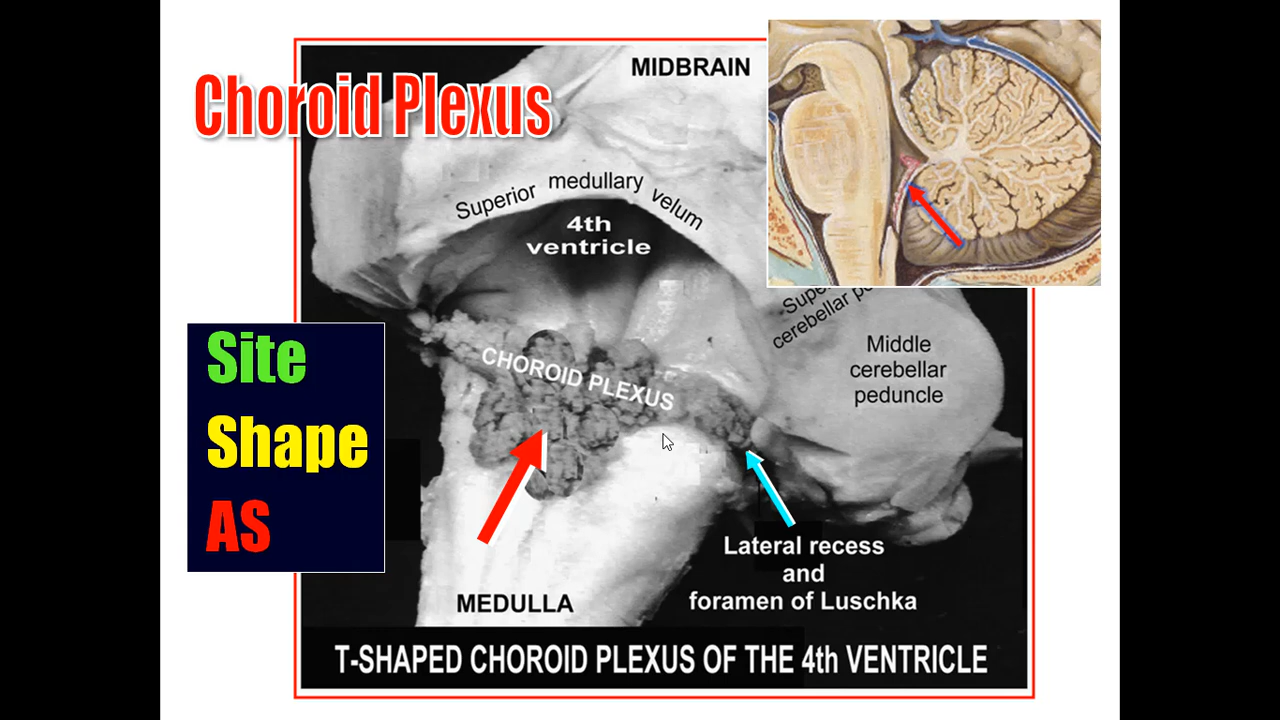 Choroid Plexus
MIDBRAIN
Superior medullary velum
4th
ventricle
cerebellar
Middle
cerebellar
peduncle
CHOROID PLEXUS
Site
Shape
AS
Lateral recess
and
foramen of Luschka
MEDULLA
T-SHAPED CHOROID PLEXUS OF THE 4th VENTRICLE